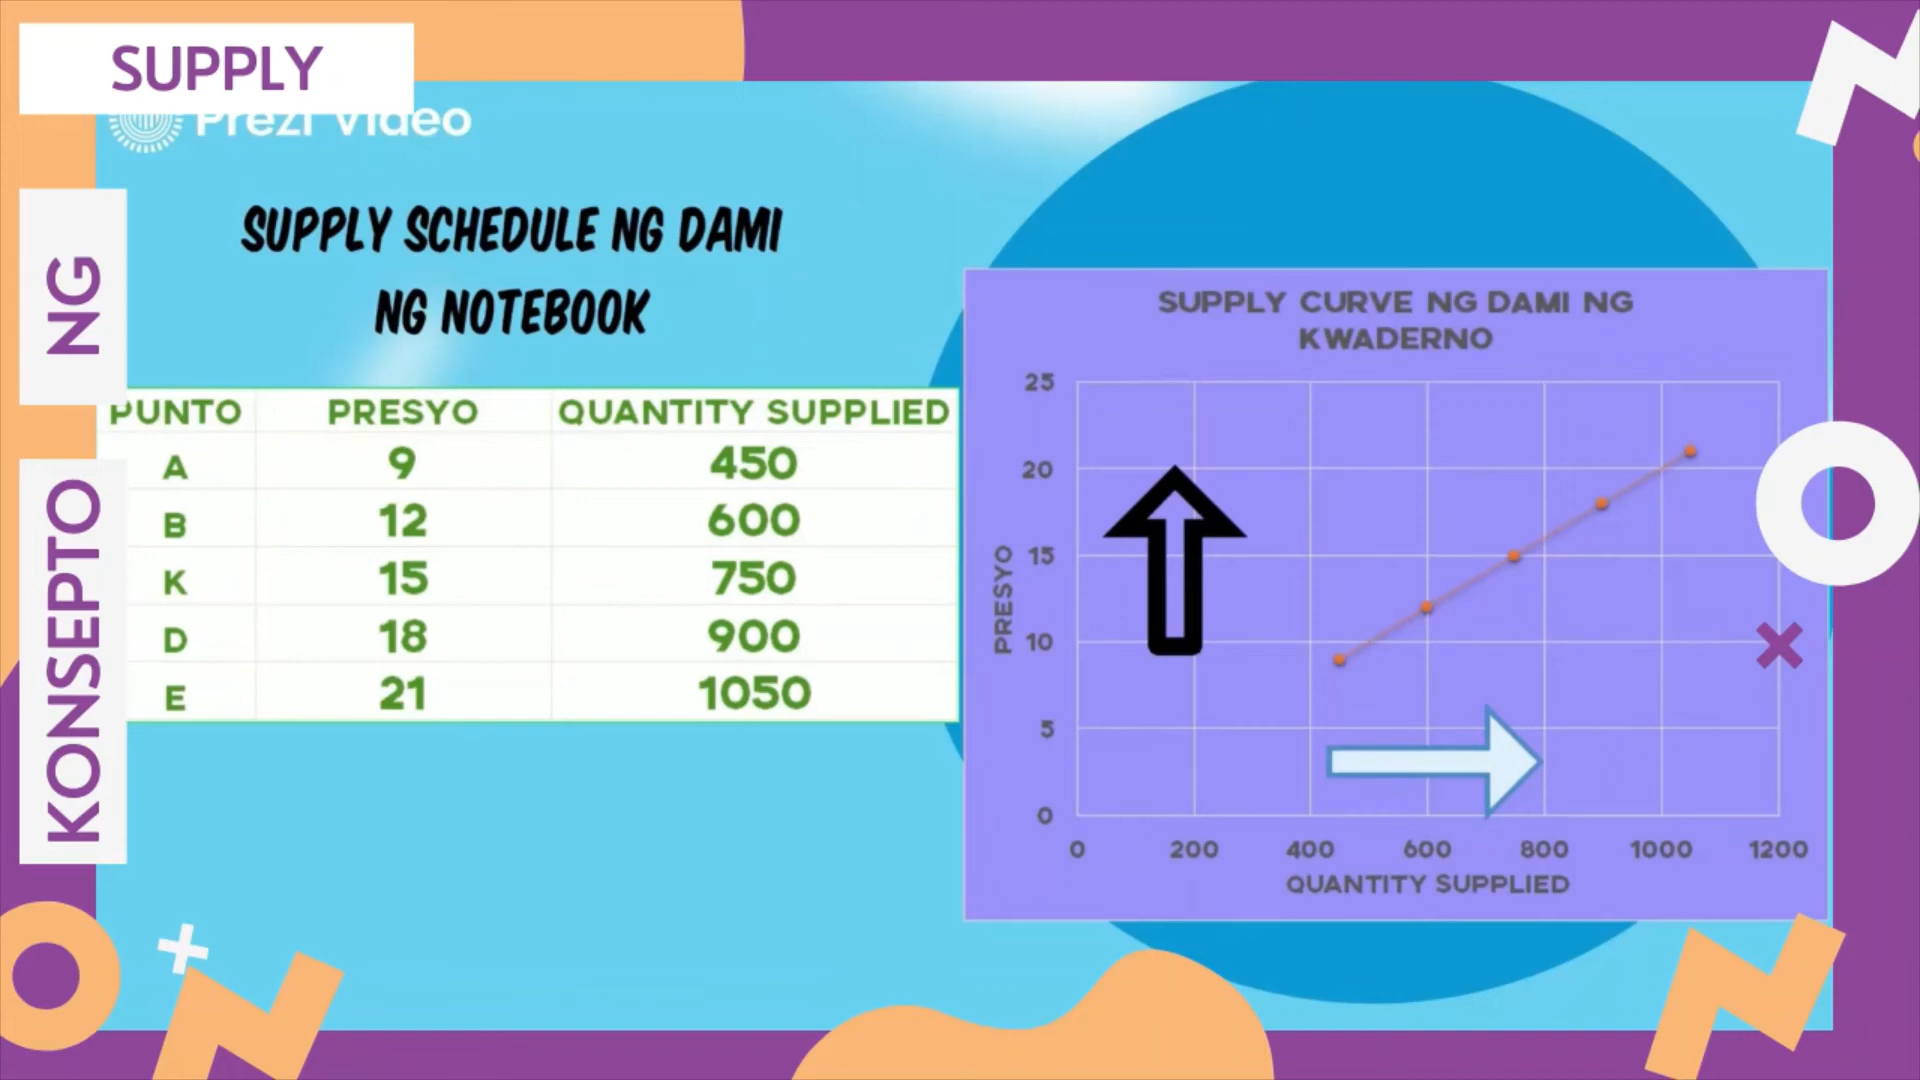 SUPPLY
NG
KONSEPTO
Prezi Video
SUPPLY SCHEDULE NG DAMI
NG NOTEBOOK
PUNTO PRESYO QUANTITY SUPPLIED
A 9 450
B 12 600
K 15 750
D 18 900
E 21 1050
SUPPLY CURVE NG DAMI NG
KWADERNO
25
20
15
10
5
0
PRESYO
0 200 400 600 800 1000 1200
QUANTITY SUPPLIED